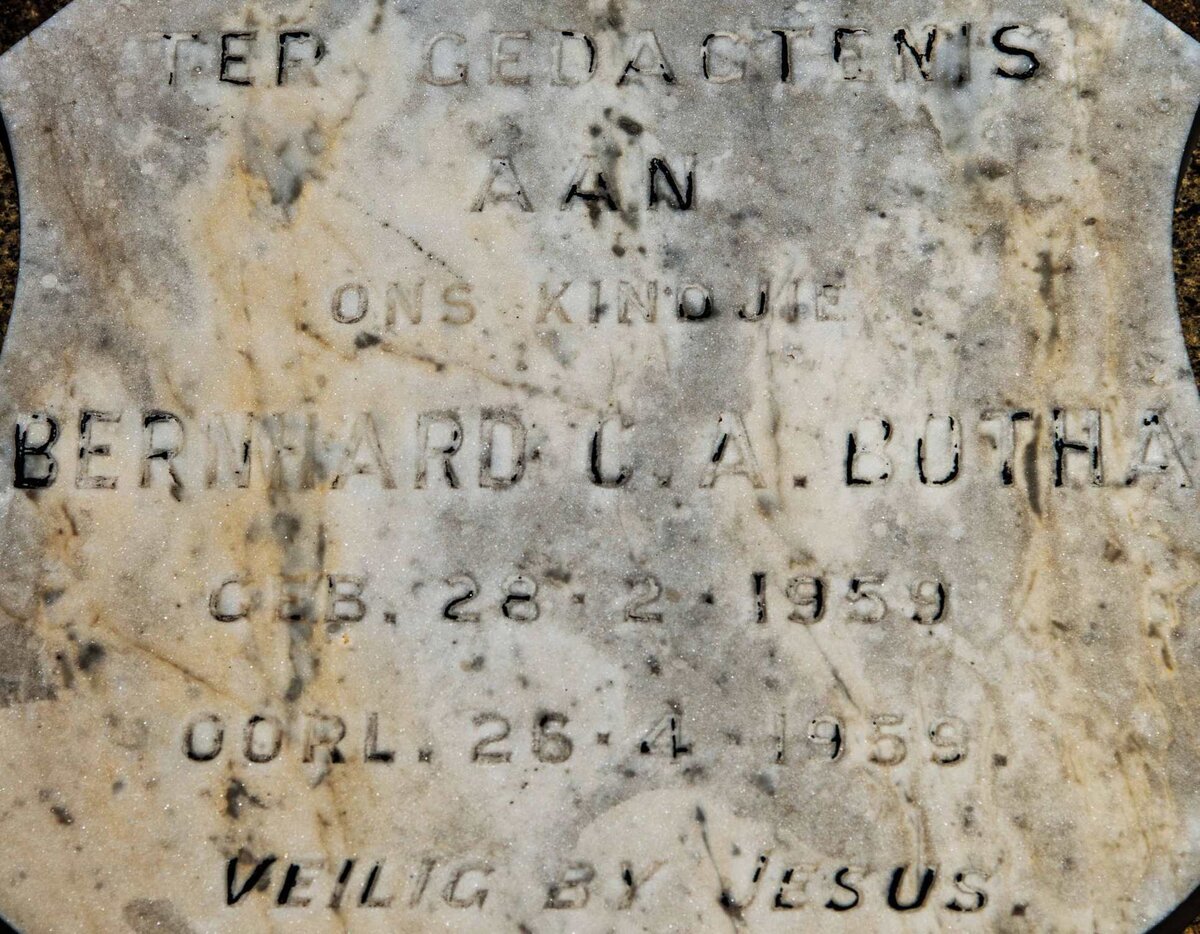 TER GEDAGTENIS
AAN
ONS KINDJIE
BERNHARD C. A. BOTHA
GEB. 28·2·1959
OORL. 26·4·1959.
VEILIG BY JESUS.